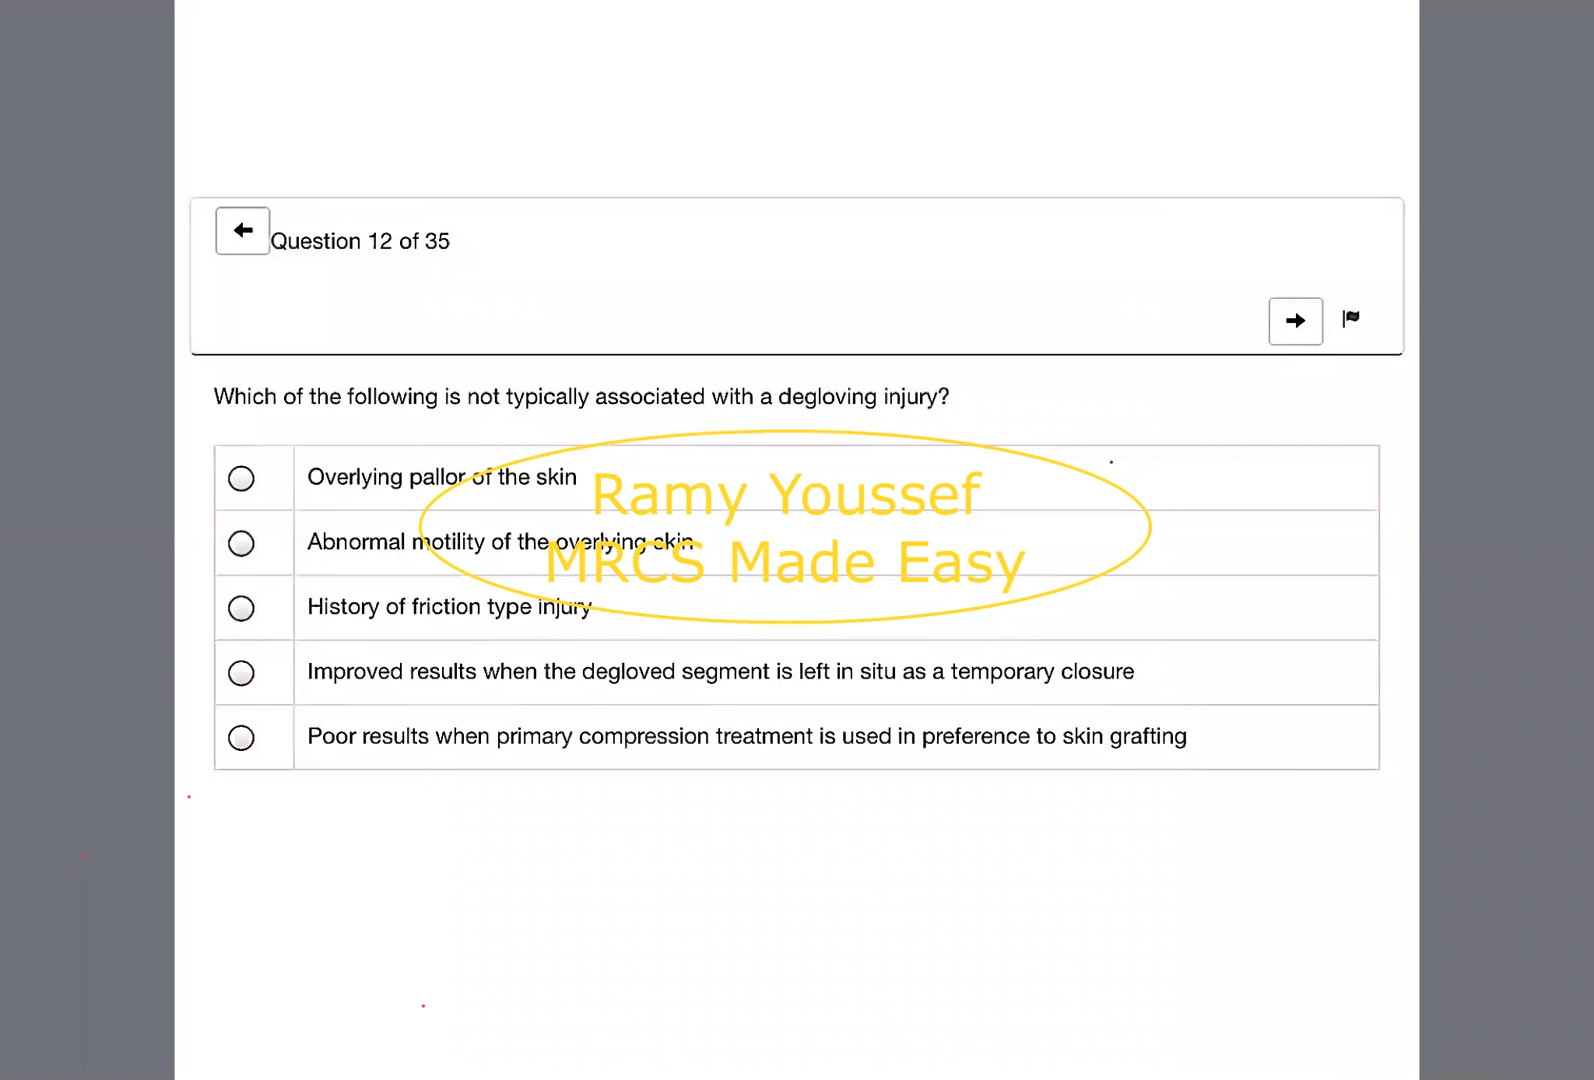 Question 12 of 35
Which of the following is not typically associated with a degloving injury?
Overlying pallor of the skin
Ramy Youssef
Abnormal motility of the overlying skin
MRCS Made Easy
History of friction type injury
Improved results when the degloved segment is left in situ as a temporary closure
Poor results when primary compression treatment is used in preference to skin grafting